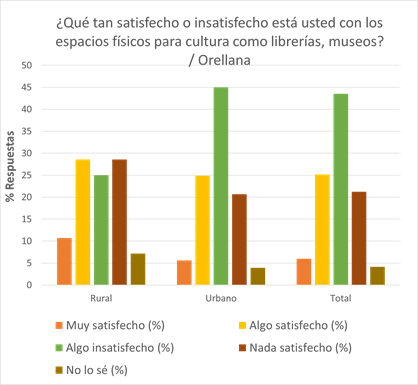 ¿Qué tan satisfecho o insatisfecho está usted con los
espacios físicos para cultura como librerías, museos?
/ Orellana
% Respuestas
50
45
40
35
30
25
20
15
10
5
0
Rural
Urbano
Total
Muy satisfecho (%)
Algo satisfecho (%)
Algo insatisfecho (%)
Nada satisfecho (%)
No lo sé (%)